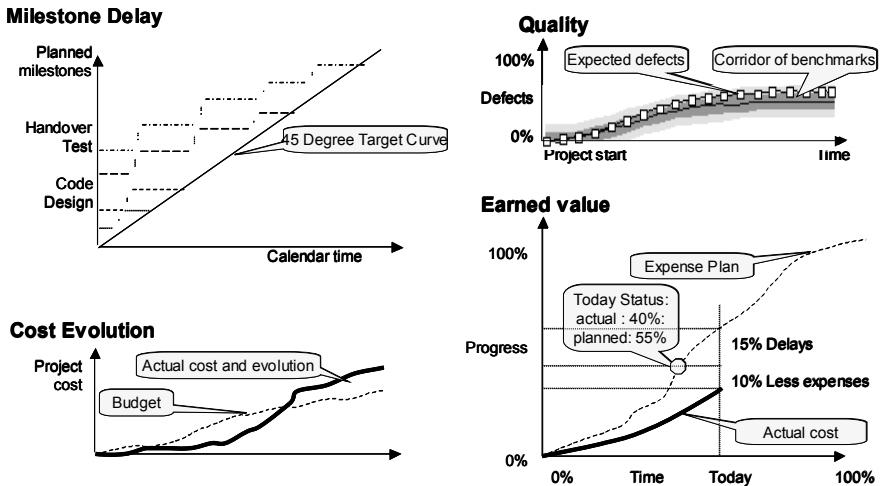 Milestone Delay
Planned
milestones
Handover
Test
Code
Design
45 Degree Target Curve
Calendar time
Quality
100%
Defects
0%
Expected defects
Corridor of benchmarks
Project start
Time
Cost Evolution
Project
cost
Actual cost and evolution
Budget
Earned value
100%
Progress
0%
Expense Plan
Today Status:
actual : 40%:
planned: 55%
15% Delays
10% Less expenses
Actual cost
0%
Time
Today
100%